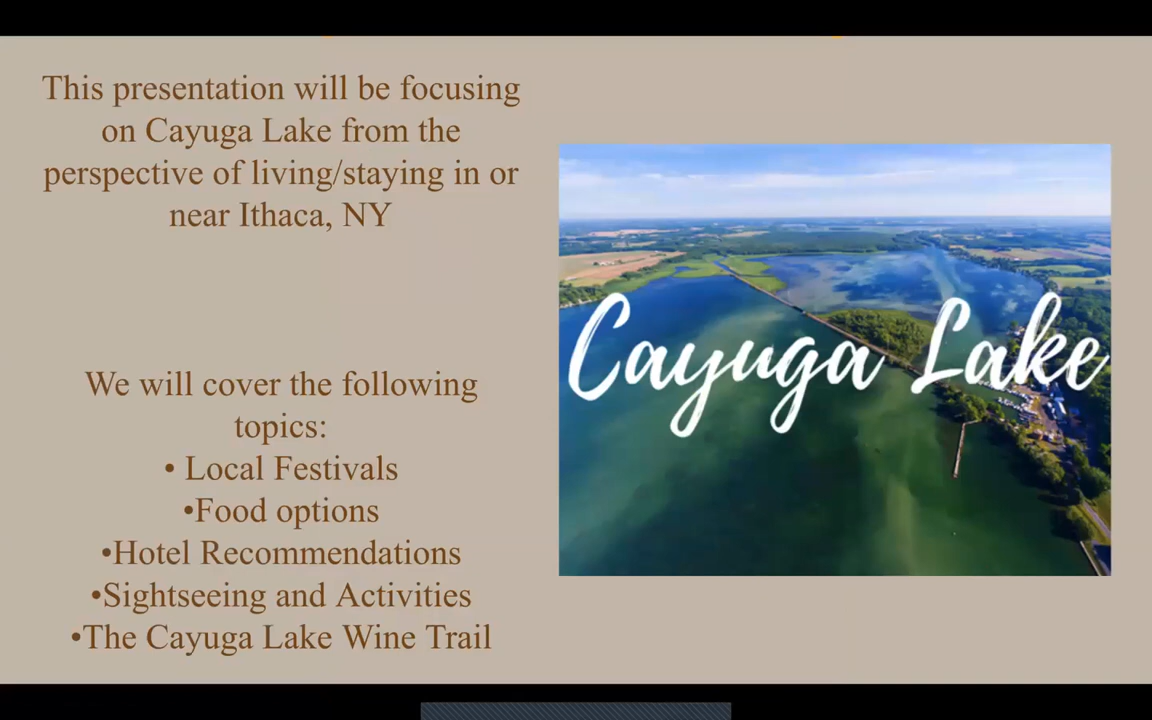 This presentation will be focusing
on Cayuga Lake from the
perspective of living/staying in or
near Ithaca, NY
We will cover the following
topics:
• Local Festivals
•Food options
•Hotel Recommendations
•Sightseeing and Activities
•The Cayuga Lake Wine Trail
Cayuga Lake